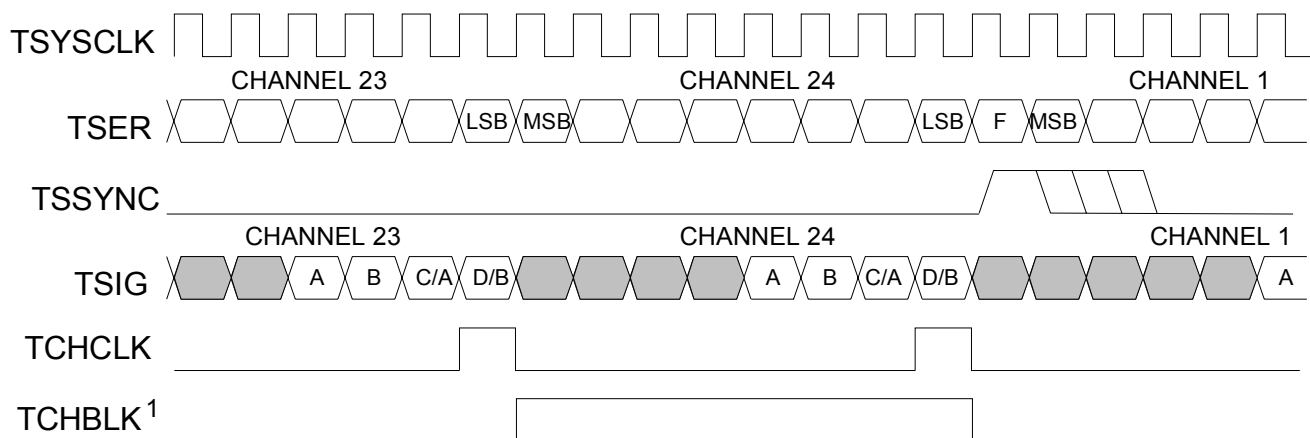 TSYSCLK
CHANNEL 23 CHANNEL 24 CHANNEL 1
TSER LSB MSB LSB F MSB
TSSYNC
CHANNEL 23 CHANNEL 24 CHANNEL 1
TSIG A B C/A D/B A B C/A D/B A
TCHCLK
TCHBLK¹